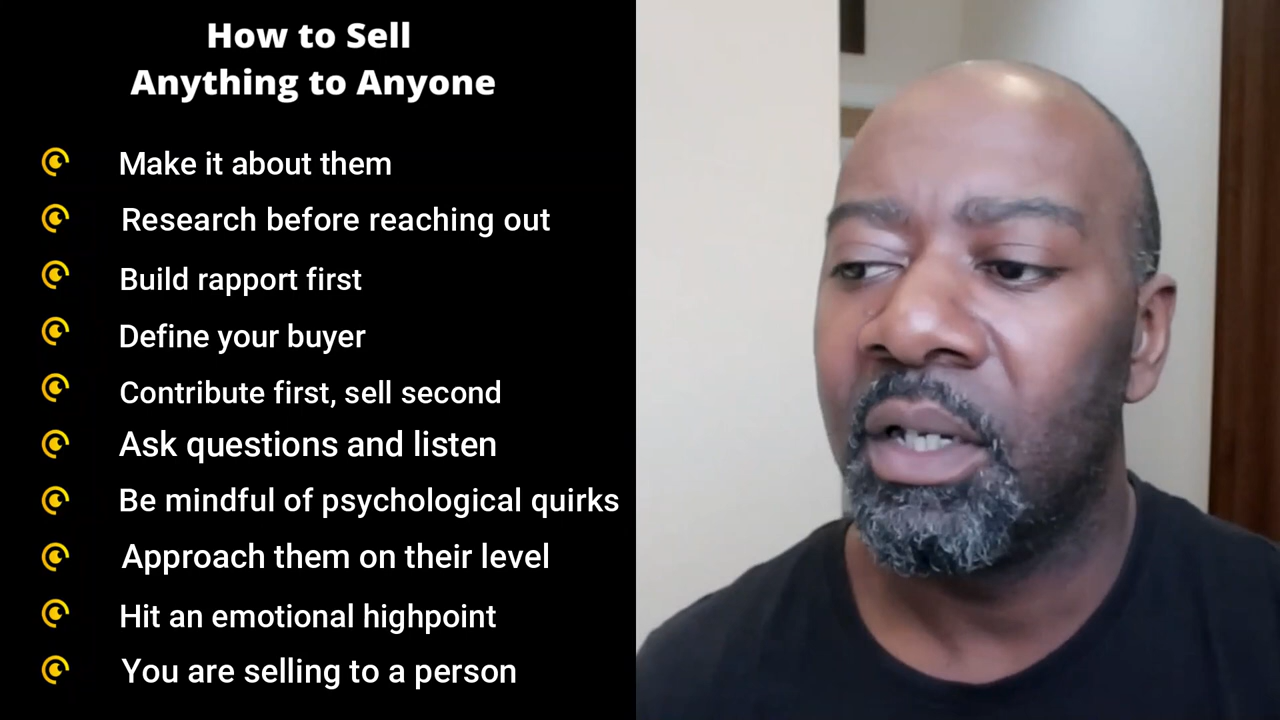 How to Sell
Anything to Anyone
Make it about them
Research before reaching out
Build rapport first
Define your buyer
Contribute first, sell second
Ask questions and listen
Be mindful of psychological quirks
Approach them on their level
Hit an emotional highpoint
You are selling to a person